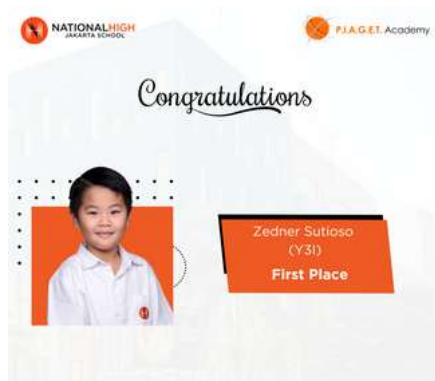 NATIONALHIGH
JAKARTA SCHOOL
P.I.A.G.E.T. Academy
Congratulations
Zedner Sutioso
(Y3I)
First Place